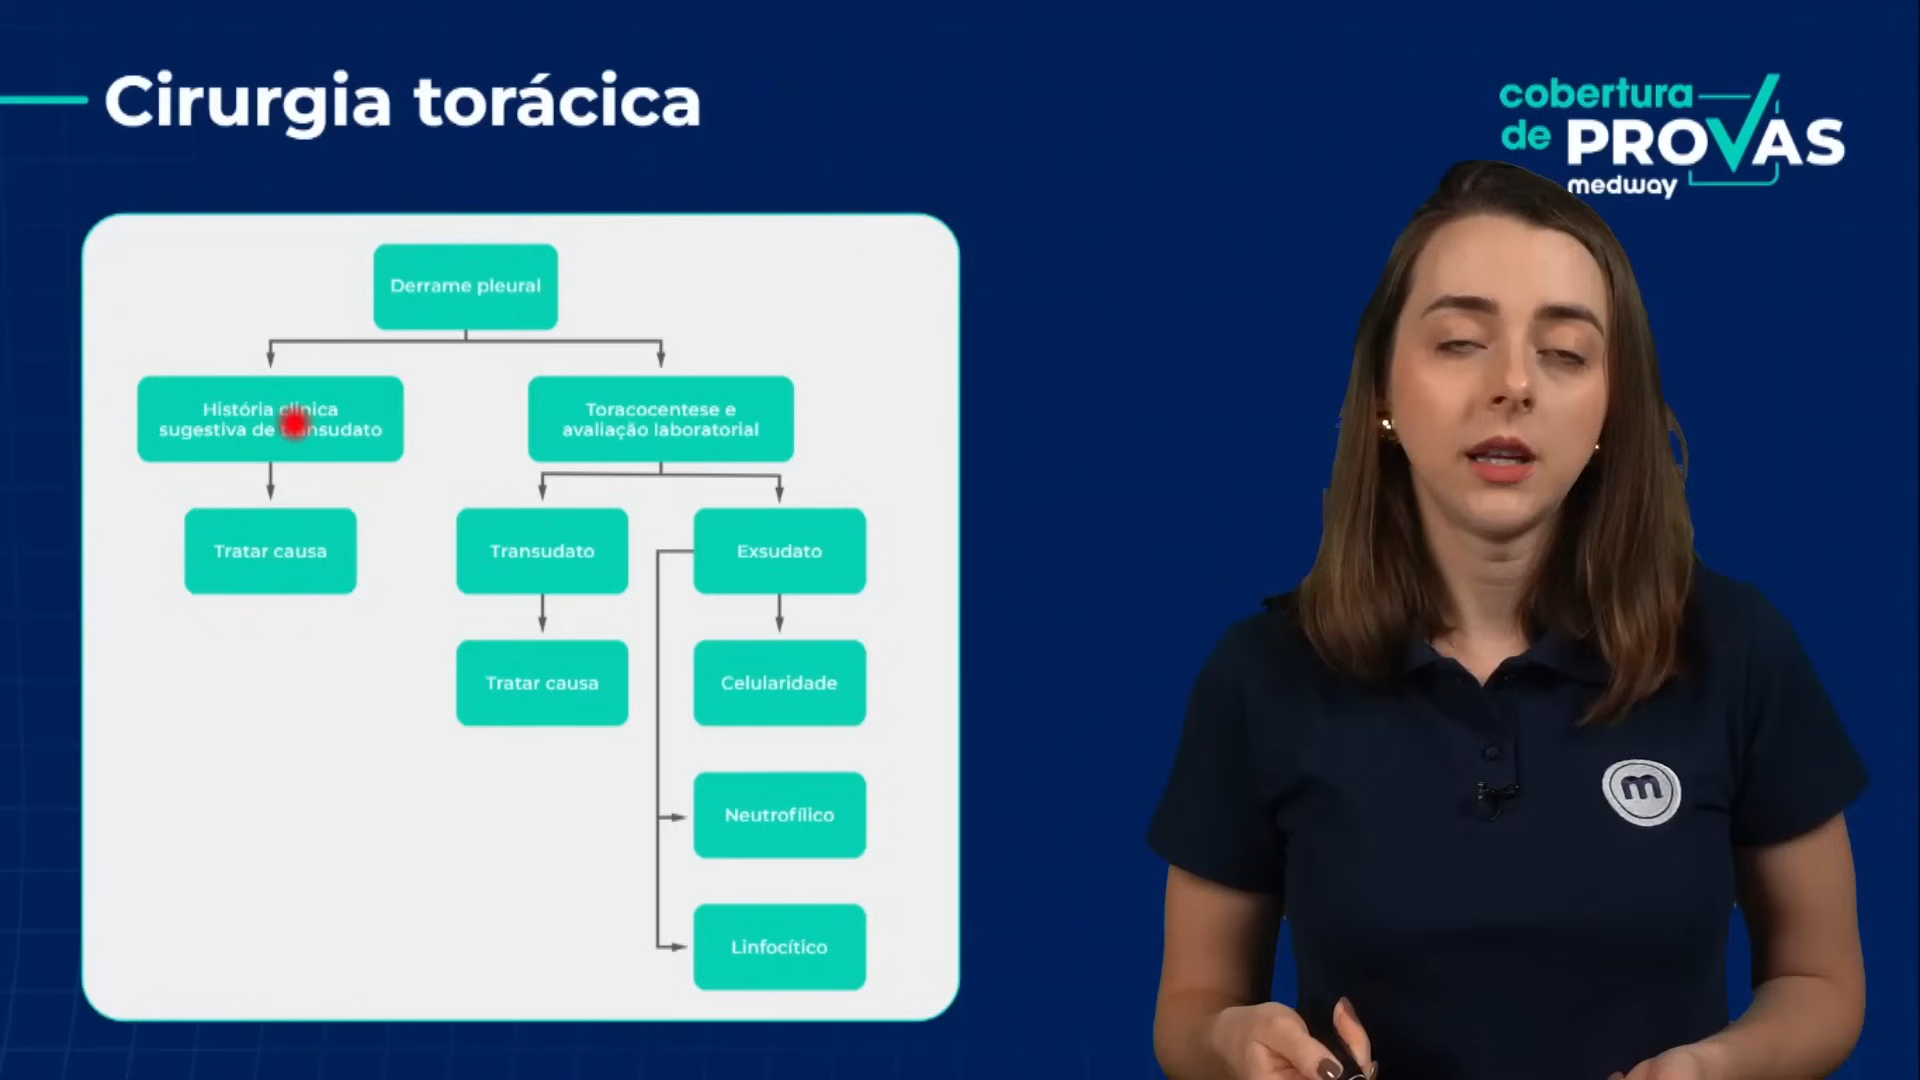 Cirurgia torácica
cobertura
de PROVAS
medway
Derrame pleural
História clínica
sugestiva de transudato
Toracocentese e
avaliação laboratorial
Tratar causa
Transudato
Exsudato
Tratar causa
Celularidade
Neutrofílico
Linfocítico
m